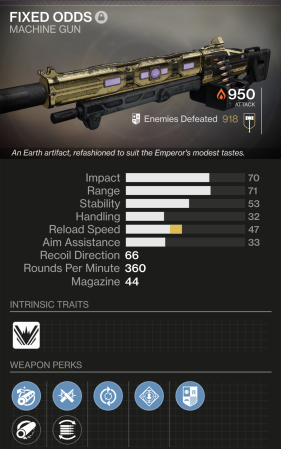 FIXED ODDS
MACHINE GUN
950
ATTACK
Enemies Defeated 918
An Earth artifact, refashioned to suit the Emperor's modest tastes.
Impact 70
Range 71
Stability 53
Handling 32
Reload Speed 47
Aim Assistance 33
Recoil Direction 66
Rounds Per Minute 360
Magazine 44
INTRINSIC TRAITS
WEAPON PERKS